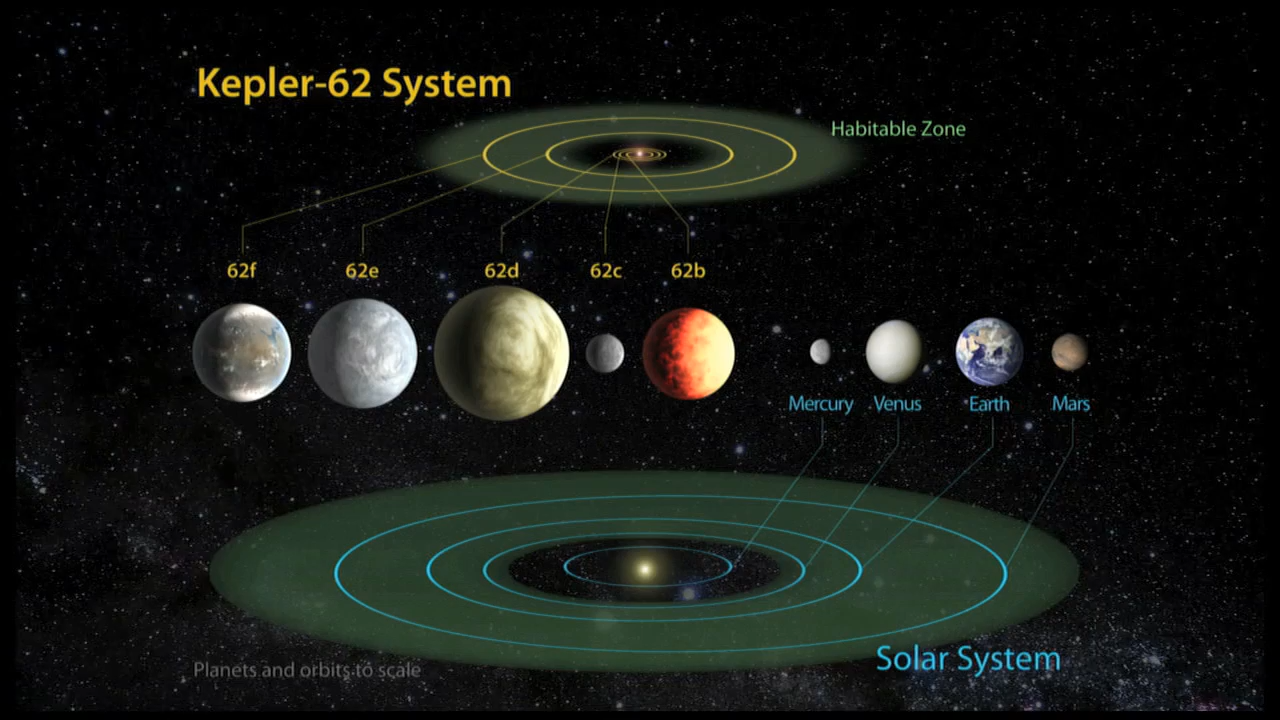 Kepler-62 System
Habitable Zone
62f 62e 62d 62c 62b
Mercury Venus Earth Mars
Solar System
Planets and orbits to scale